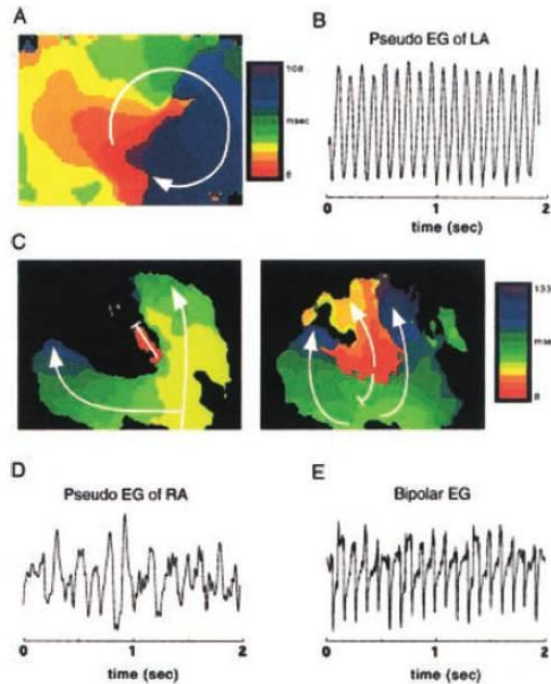 A
108
msec
0
B
Pseudo EG of LA
0 1 2
time (sec)
C
133
msec
0
D
Pseudo EG of RA
0 1 2
time (sec)
E
Bipolar EG
0 1 2
time (sec)